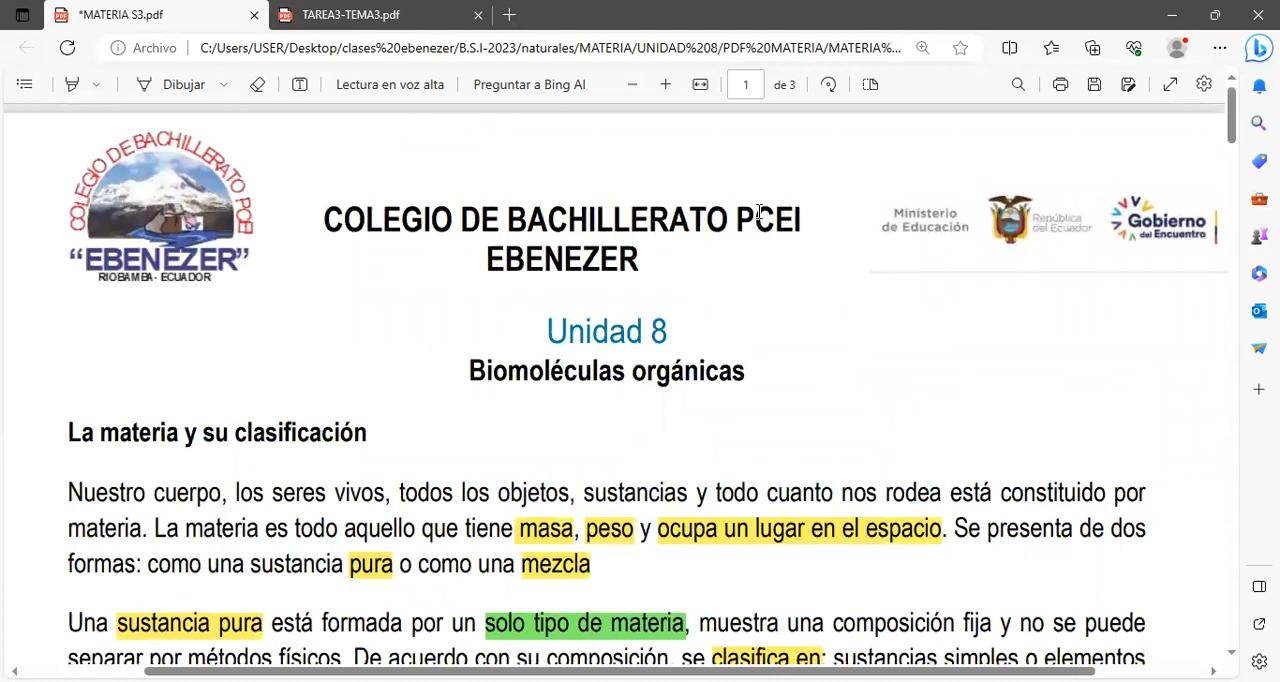 *MATERIA S3.pdf
TAREA3-TEMA3.pdf
Archivo
C:/Users/USER/Desktop/clases%20ebenezer/B.S.I-2023/naturales/MATERIA/UNIDAD%208/PDF%20MATERIA/MATERIA%...
Dibujar
Lectura en voz alta
Preguntar a Bing AI
1
de 3
COLEGIO DE BACHILLERATO PCEI
"EBENEZER"
RIOBAMBA - ECUADOR
COLEGIO DE BACHILLERATO PCEI
EBENEZER
Ministerio
de Educación
República
del Ecuador
Gobierno
del Encuentro
Unidad 8
Biomoléculas orgánicas
La materia y su clasificación
Nuestro cuerpo, los seres vivos, todos los objetos, sustancias y todo cuanto nos rodea está constituido por
materia. La materia es todo aquello que tiene masa, peso y ocupa un lugar en el espacio. Se presenta de dos
formas: como una sustancia pura o como una mezcla
Una sustancia pura está formada por un solo tipo de materia, muestra una composición fija y no se puede
separar por métodos físicos. De acuerdo con su composición, se clasifica en: sustancias simples o elementos